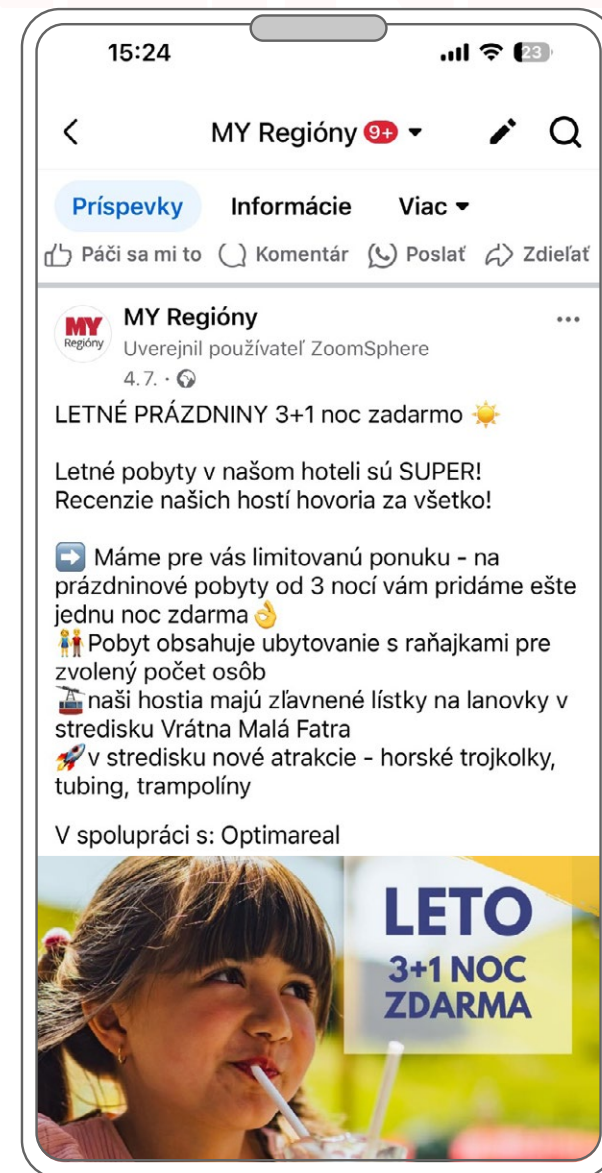 15:24
23
MY Regióny 9+
Príspevky Informácie Viac
Páči sa mi to Komentár Poslať Zdieľať
MY Regióny
MY Regióny
Uverejnil používateľ ZoomSphere
4.7. ·
LETNÉ PRÁZDNINY 3+1 noc zadarmo ☀️
Letné pobyty v našom hoteli sú SUPER!
Recenzie našich hostí hovoria za všetko!
➡️ Máme pre vás limitovanú ponuku - na
prázdninové pobyty od 3 nocí vám pridáme ešte
jednu noc zdarma👌
👫Pobyt obsahuje ubytovanie s raňajkami pre
zvolený počet osôb
🚡naši hostia majú zľavnené lístky na lanovky v
stredisku Vrátna Malá Fatra
🚀v stredisku nové atrakcie - horské trojkolky,
tubing, trampolíny
V spolupráci s: Optimareal
LETO
3+1 NOC
ZDARMA